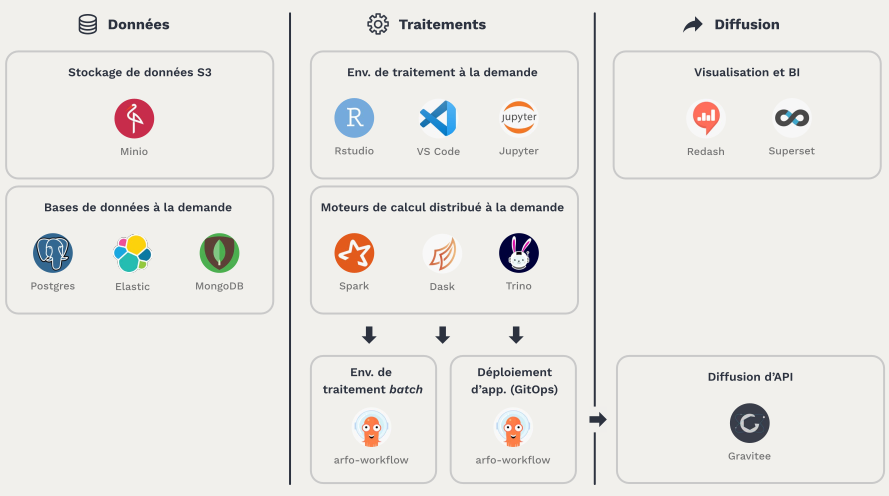 Données
Stockage de données S3
Minio
Bases de données à la demande
Postgres
Elastic
MongoDB
Traitements
Env. de traitement à la demande
R
jupyter
Rstudio
VS Code
Jupyter
Moteurs de calcul distribué à la demande
Spark
Dask
Trino
Env. de
traitement batch
arfo-workflow
Déploiement
d'app. (GitOps)
arfo-workflow
Diffusion
Visualisation et BI
Redash
Superset
Diffusion d'API
Gravitee